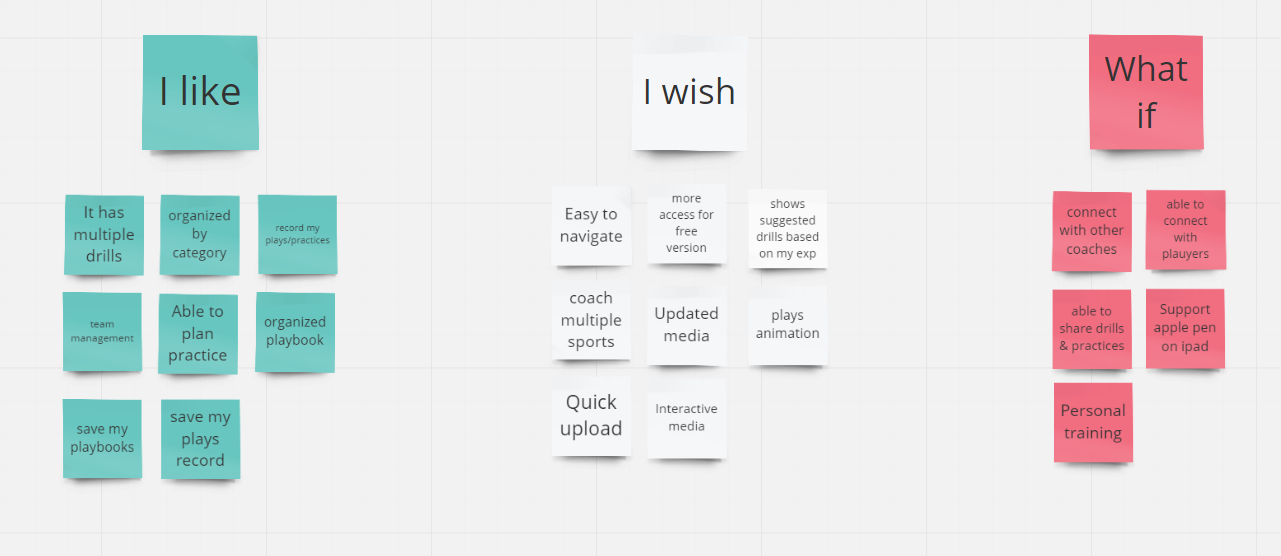 I like
It has
multiple
drills
organized
by
category
record my
plays/practices
team
management
Able to
plan
practice
organized
playbook
save my
playbooks
save my
plays
record
I wish
Easy to
navigate
more
access for
free
version
shows
suggested
drills based
on my exp
coach
multiple
sports
Updated
media
plays
animation
Quick
upload
Interactive
media
What
if
connect
with other
coaches
able to
connect
with
plauyers
able to
share drills
& practices
Support
apple pen
on ipad
Personal
training